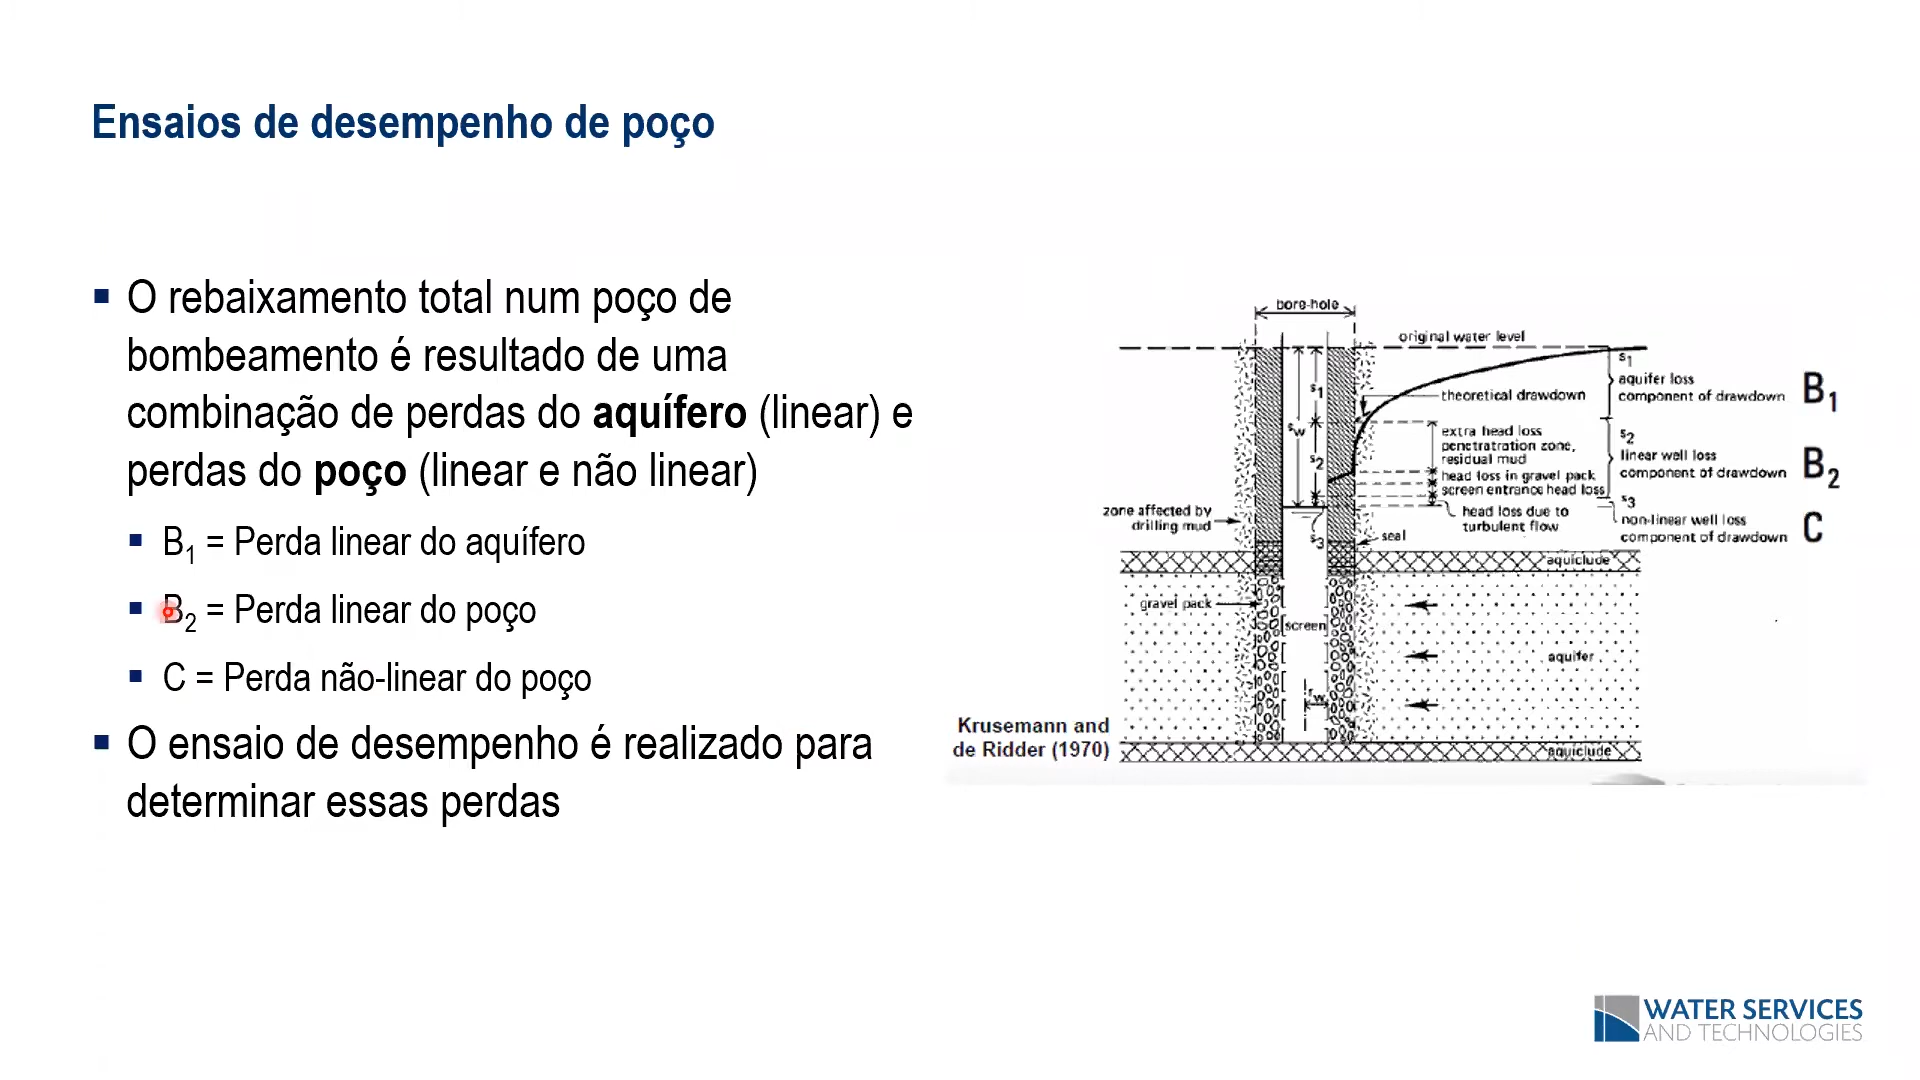 Ensaios de desempenho de poço
O rebaixamento total num poço de
bombeamento é resultado de uma
combinação de perdas do aquífero (linear) e
perdas do poço (linear e não linear)
B1 = Perda linear do aquífero
B2 = Perda linear do poço
C = Perda não-linear do poço
O ensaio de desempenho é realizado para
determinar essas perdas
bore-hole
original water level
s1
aquifer loss
component of drawdown
B1
theoretical drawdown
s1
sw
s2
extra head loss
penetratration zone,
residual mud
head loss in gravel pack
screen entrance head loss
head loss due to
turbulent flow
s2
linear well loss
component of drawdown
B2
s3
non-linear well loss
component of drawdown
C
zone affected by
drilling mud
s3
seal
aquiclude
gravel pack
screen
aquifer
rw
aquiclude
Krusemann and
de Ridder (1970)
WATER SERVICES
AND TECHNOLOGIES